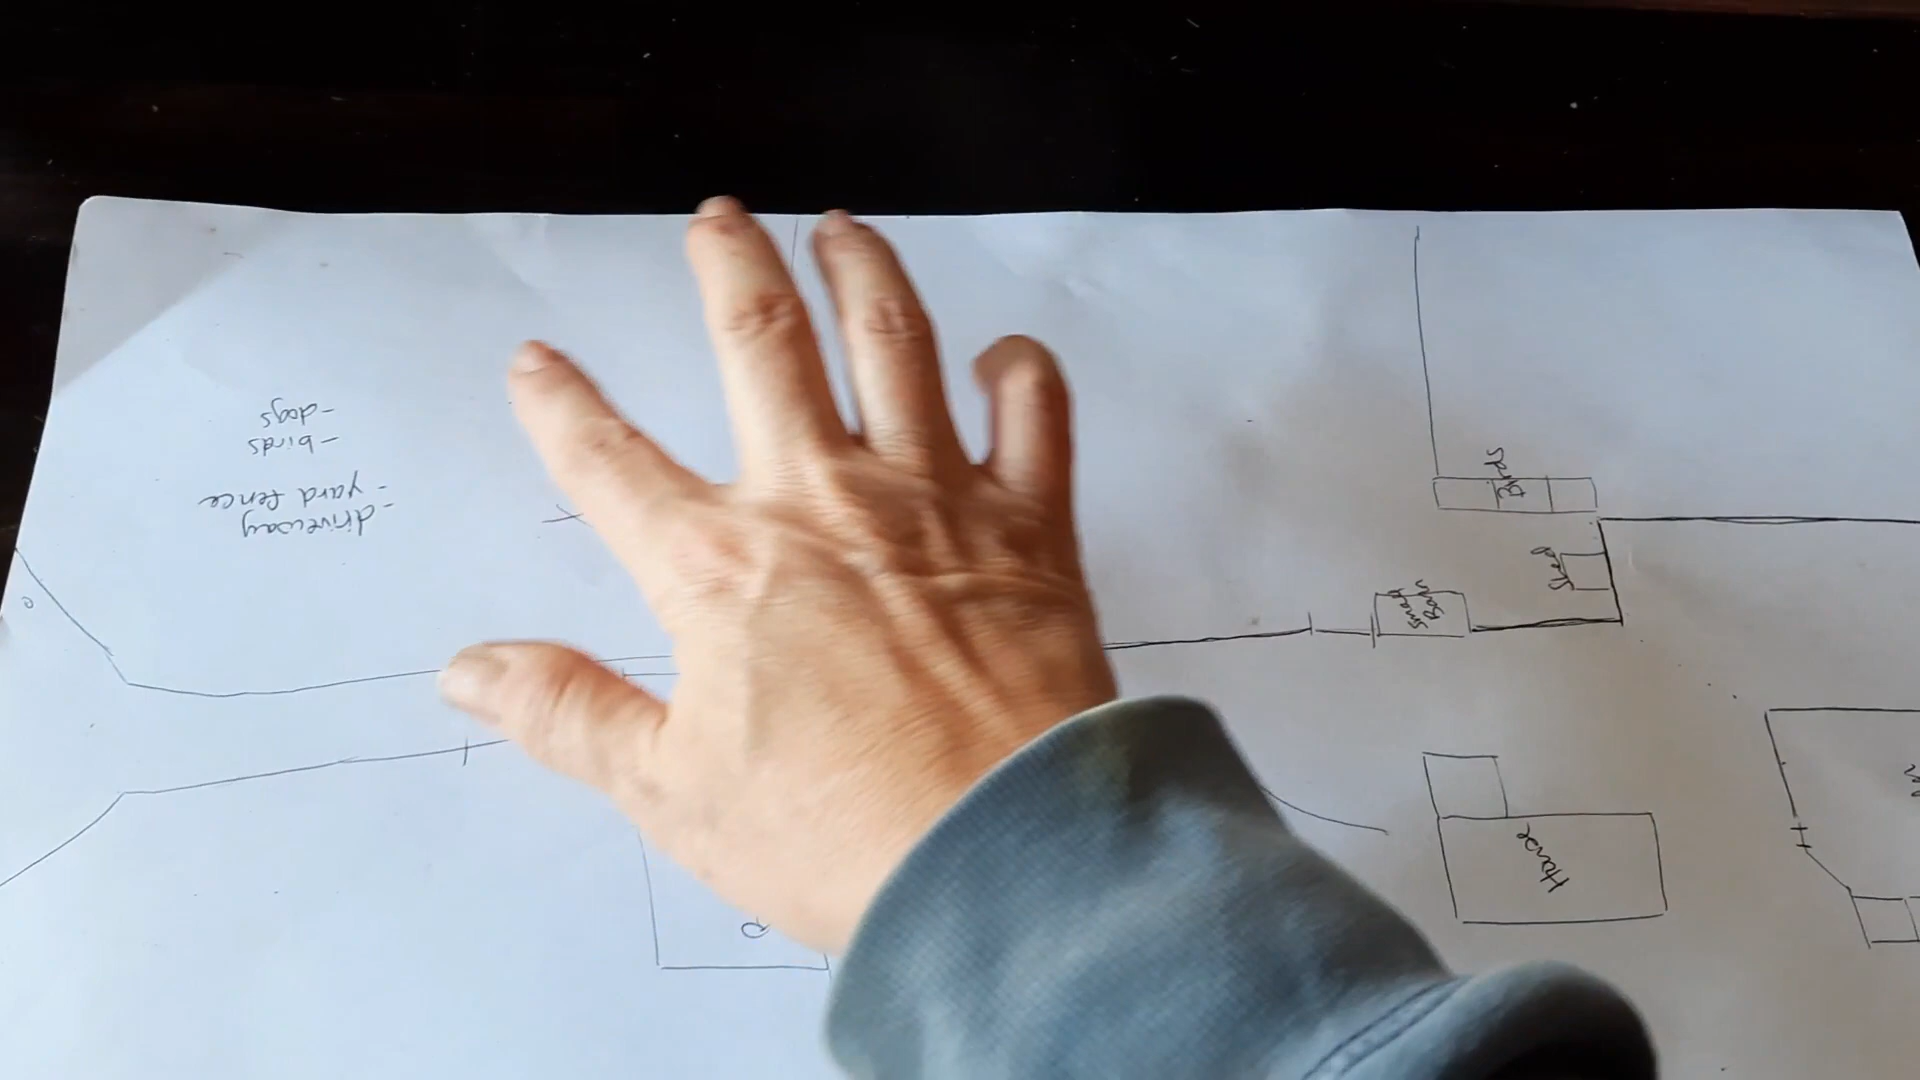 driveway
- yard fence
- birds
- dogs
Birds
Shed
Small
Barn
House